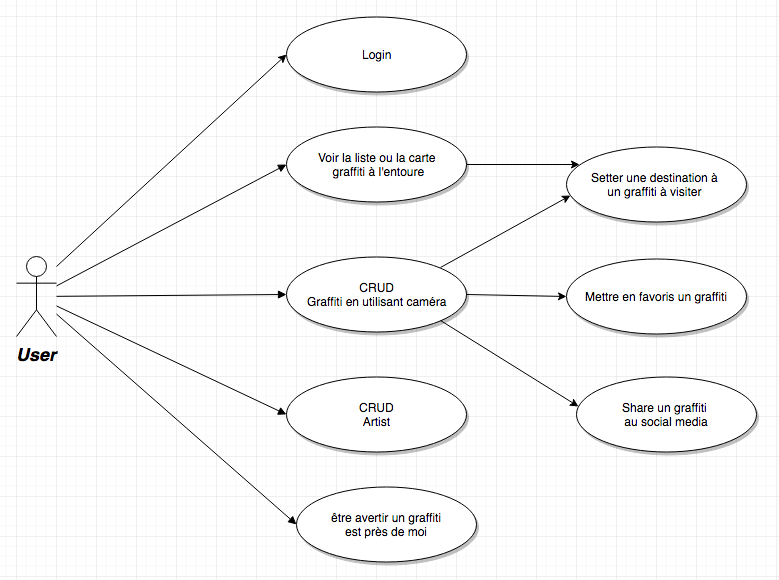 Login
Voir la liste ou la carte
graffiti à l'entoure
Setter une destination à
un graffiti à visiter
CRUD
Graffiti en utilisant caméra
Mettre en favoris un graffiti
User
CRUD
Artist
Share un graffiti
au social media
être avertir un graffiti
est près de moi